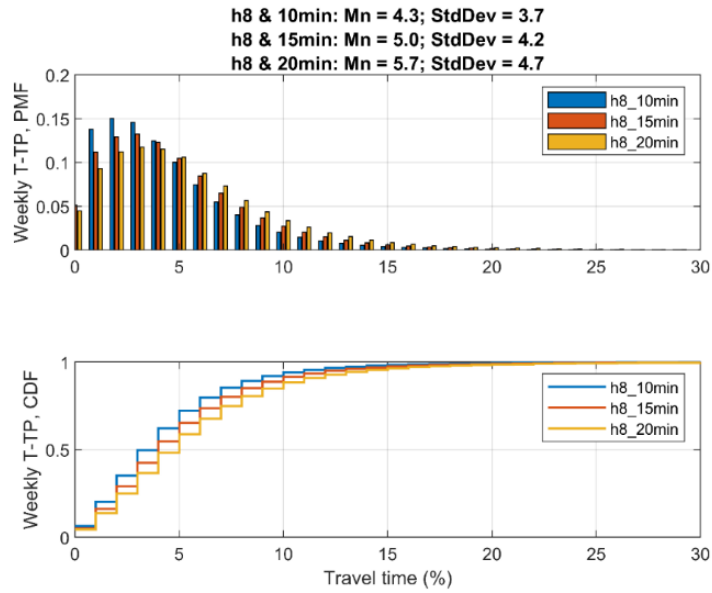 h8 & 10min: Mn = 4.3; StdDev = 3.7
h8 & 15min: Mn = 5.0; StdDev = 4.2
h8 & 20min: Mn = 5.7; StdDev = 4.7
Weekly T-TP, PMF
0.2
0.15
0.1
0.05
0
h8_10min
h8_15min
h8_20min
0 5 10 15 20 25 30
Weekly T-TP, CDF
1
0.5
0
h8_10min
h8_15min
h8_20min
0 5 10 15 20 25 30
Travel time (%)